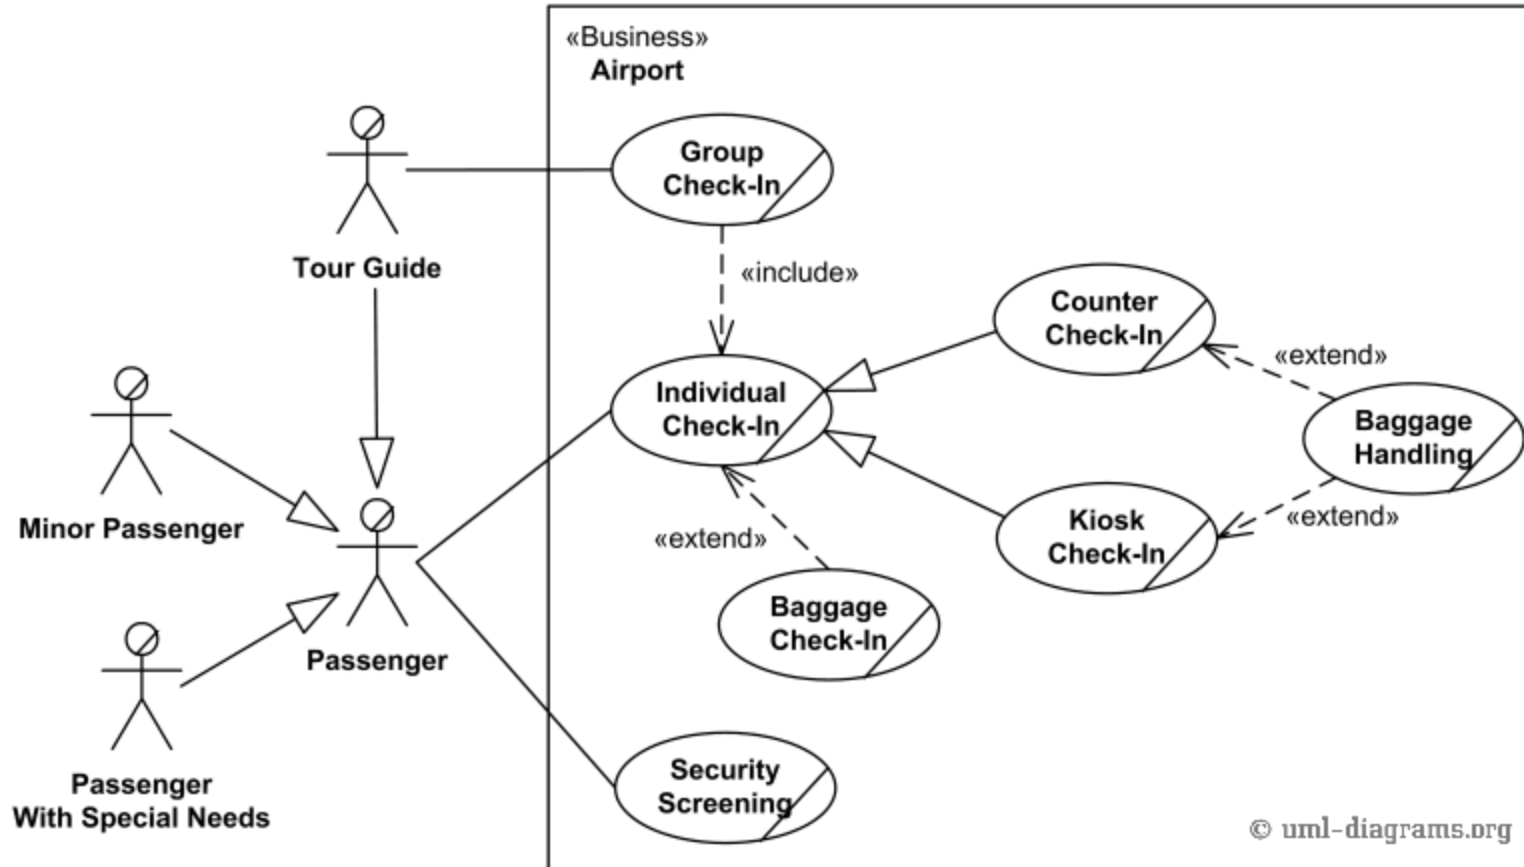 «Business»
Airport
Group
Check-In
Tour Guide
«include»
Counter
Check-In
«extend»
Individual
Check-In
Baggage
Handling
Minor Passenger
«extend»
Kiosk
Check-In
«extend»
Baggage
Check-In
Passenger
Passenger
With Special Needs
Security
Screening
© uml-diagrams.org